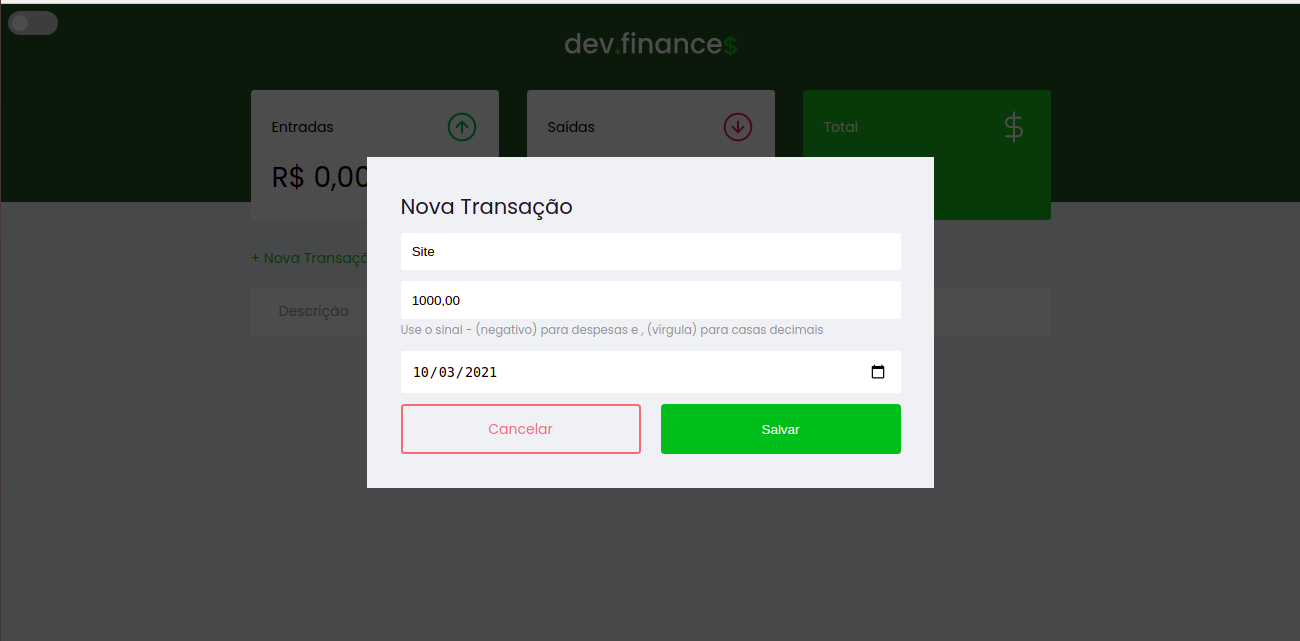 dev.finance$
Entradas
Saídas
Total
$
R$ 0,00
Nova Transação
Site
1000,00
Use o sinal - (negativo) para despesas e , (vírgula) para casas decimais
10/03/2021
Cancelar
Salvar
+ Nova Transaçã
Descrição